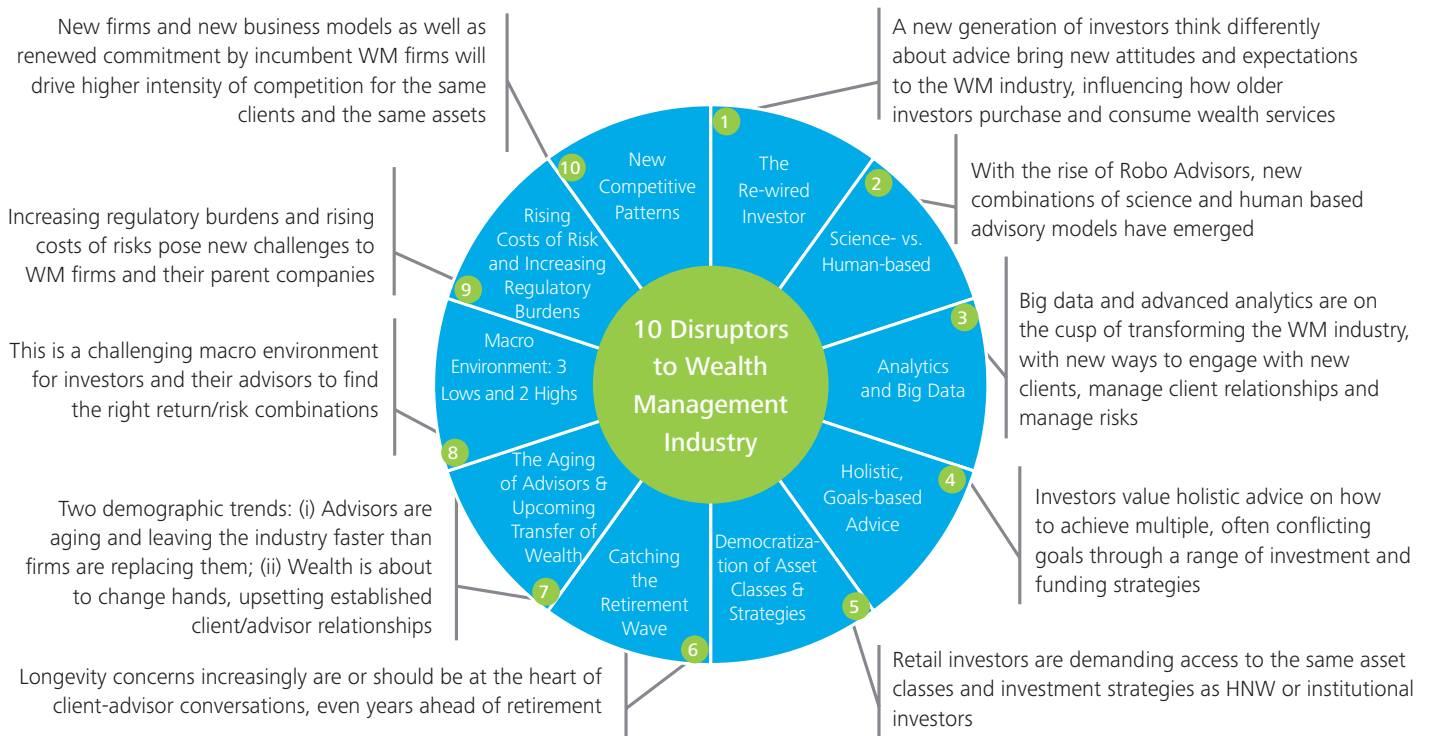 10 Disruptors
to Wealth
Management
Industry
1
The
Re-wired
Investor
A new generation of investors think differently
about advice bring new attitudes and expectations
to the WM industry, influencing how older
investors purchase and consume wealth services
2
Science- vs.
Human-based
With the rise of Robo Advisors, new
combinations of science and human based
advisory models have emerged
3
Analytics
and Big Data
Big data and advanced analytics are on
the cusp of transforming the WM industry,
with new ways to engage with new
clients, manage client relationships and
manage risks
4
Holistic,
Goals-based
Advice
Investors value holistic advice on how
to achieve multiple, often conflicting
goals through a range of investment and
funding strategies
5
Democratiza-
tion of Asset
Classes &
Strategies
Retail investors are demanding access to the same asset
classes and investment strategies as HNW or institutional
investors
6
Catching
the
Retirement
Wave
Longevity concerns increasingly are or should be at the heart of
client-advisor conversations, even years ahead of retirement
7
The Aging
of Advisors &
Upcoming
Transfer of
Wealth
Two demographic trends: (i) Advisors are
aging and leaving the industry faster than
firms are replacing them; (ii) Wealth is about
to change hands, upsetting established
client/advisor relationships
8
Macro
Environment: 3
Lows and 2 Highs
This is a challenging macro environment
for investors and their advisors to find
the right return/risk combinations
9
Rising
Costs of Risk
and Increasing
Regulatory
Burdens
Increasing regulatory burdens and rising
costs of risks pose new challenges to
WM firms and their parent companies
10
New
Competitive
Patterns
New firms and new business models as well as
renewed commitment by incumbent WM firms will
drive higher intensity of competition for the same
clients and the same assets